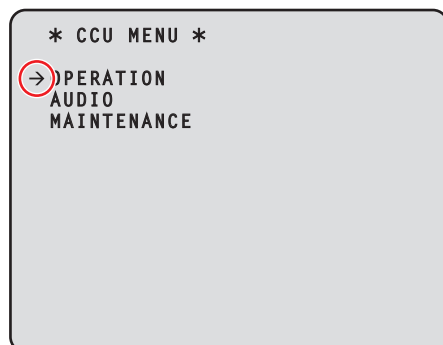 * CCU MENU *
→OPERATION
AUDIO
MAINTENANCE